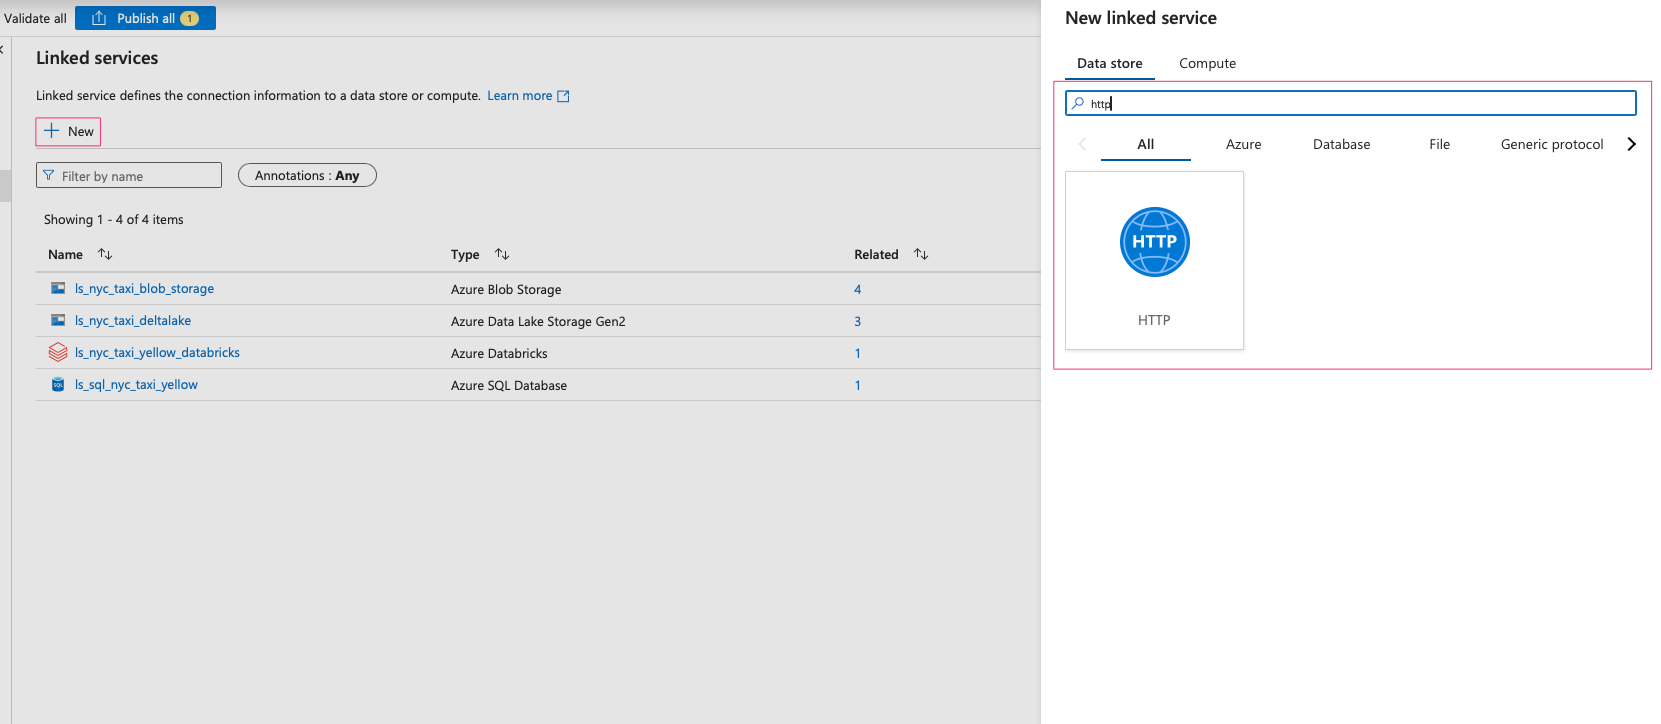 Validate all
Publish all 1
Linked services
Linked service defines the connection information to a data store or compute. Learn more
New
Filter by name
Annotations : Any
Showing 1 - 4 of 4 items
Name Type Related
ls_nyc_taxi_blob_storage Azure Blob Storage 4
ls_nyc_taxi_deltalake Azure Data Lake Storage Gen2 3
ls_nyc_taxi_yellow_databricks Azure Databricks 1
SQL ls_sql_nyc_taxi_yellow Azure SQL Database 1
New linked service
Data store Compute
http
All Azure Database File Generic protocol
HTTP
HTTP